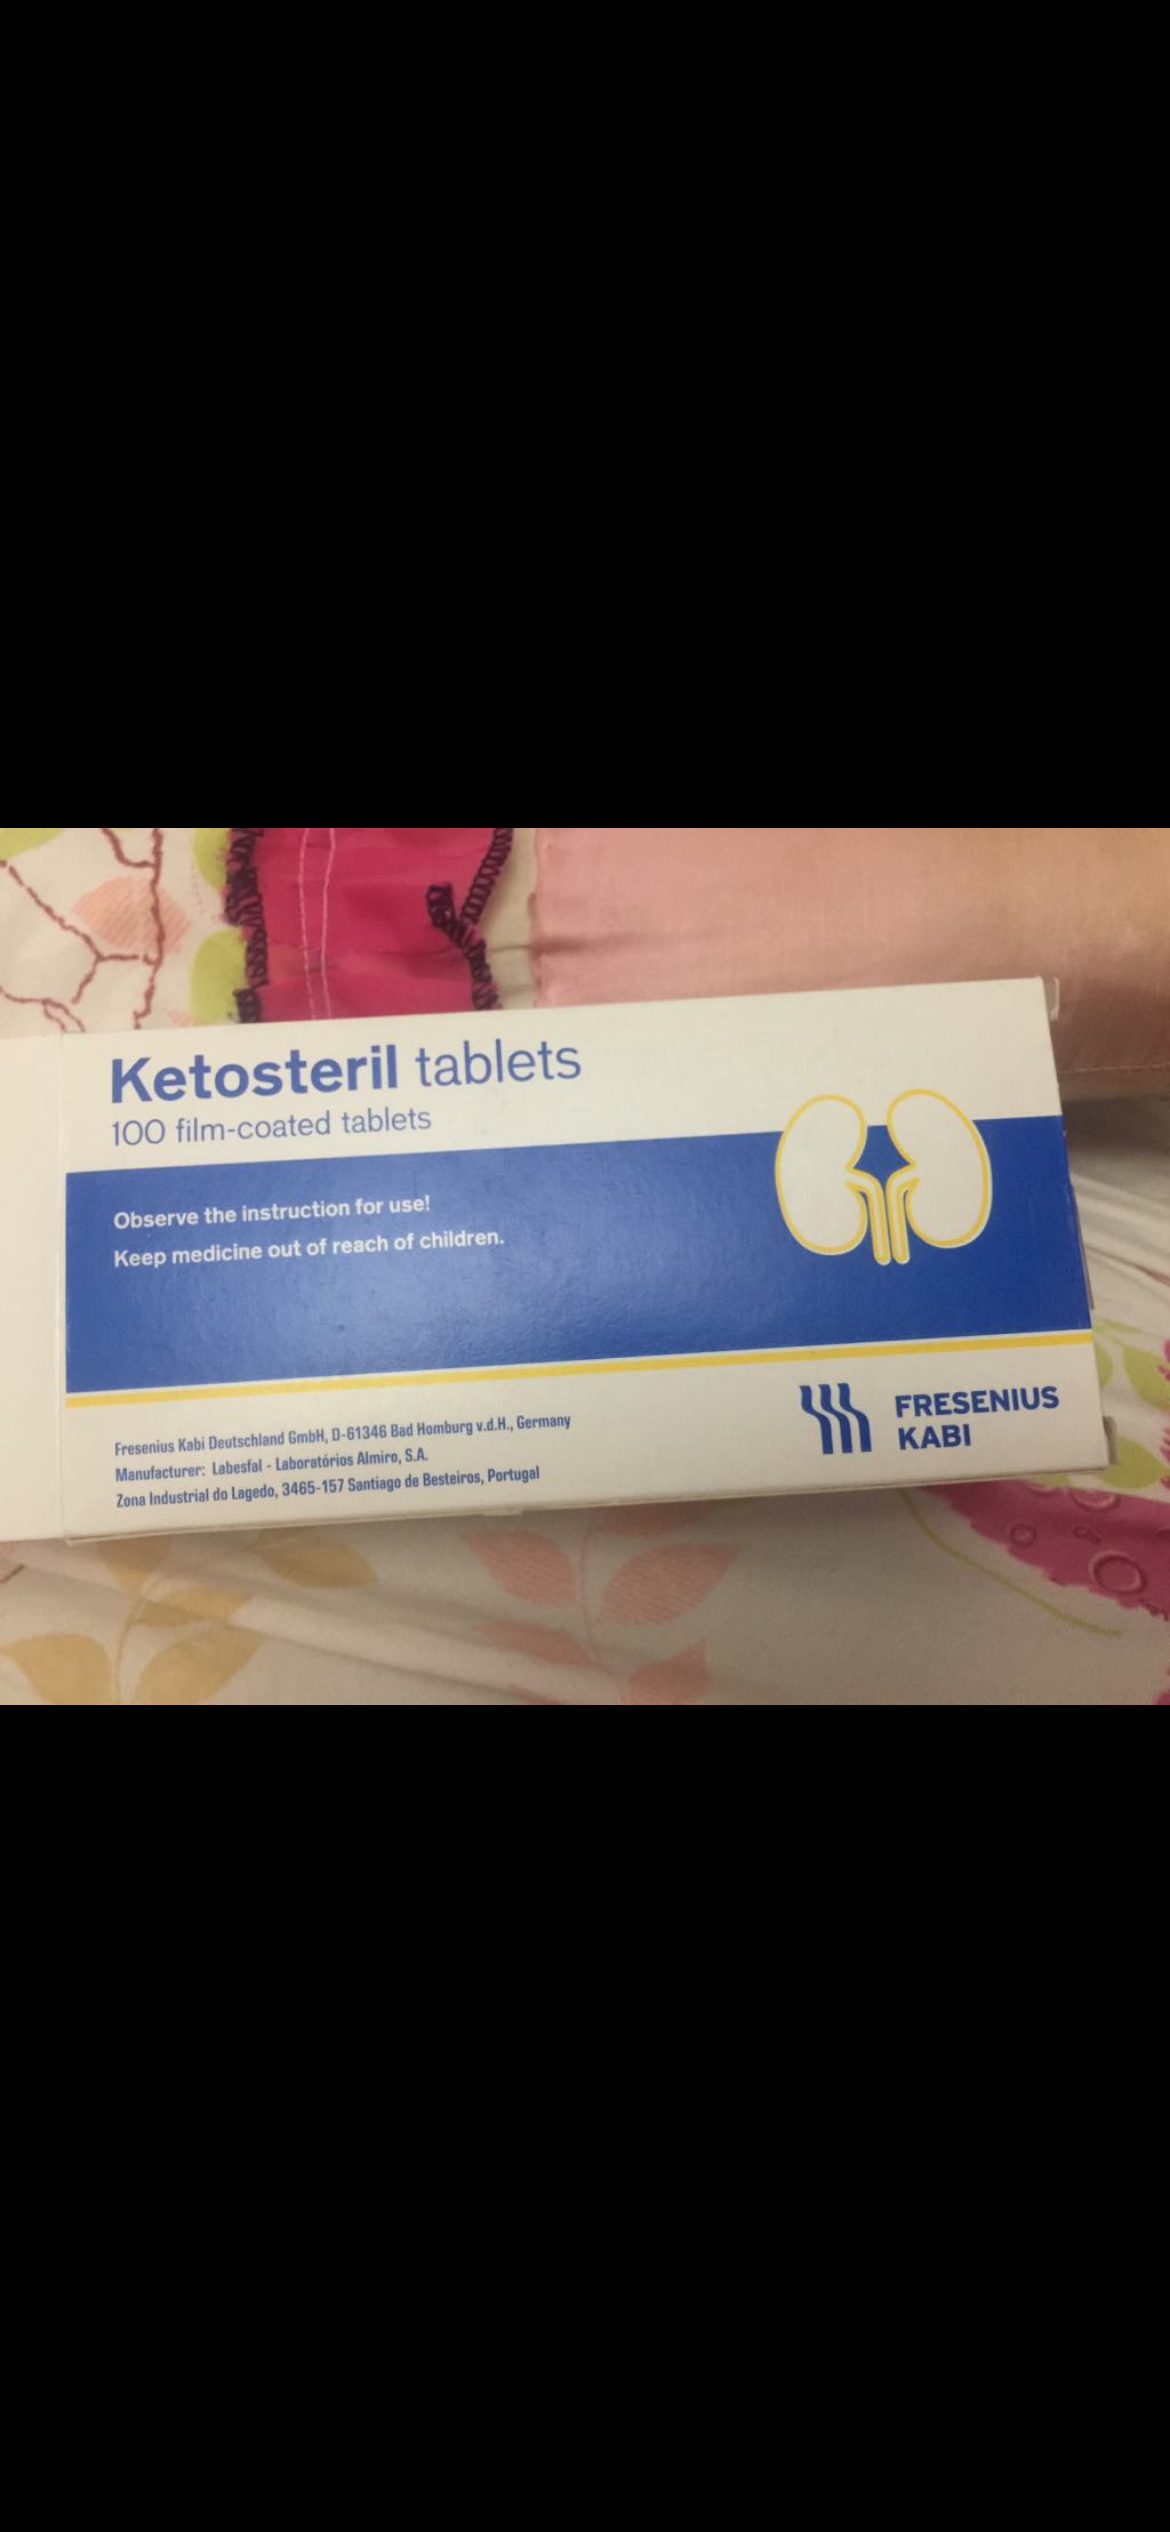 Ketosteril tablets
100 film-coated tablets
Observe the instruction for use!
Keep medicine out of reach of children.
Fresenius Kabi Deutschland GmbH, D-61346 Bad Homburg v.d.H., Germany
Manufacturer: Labesfal - Laboratórios Almiro, S.A.
Zona Industrial do Lagedo, 3465-157 Santiago de Besteiros, Portugal
FRESENIUS
KABI